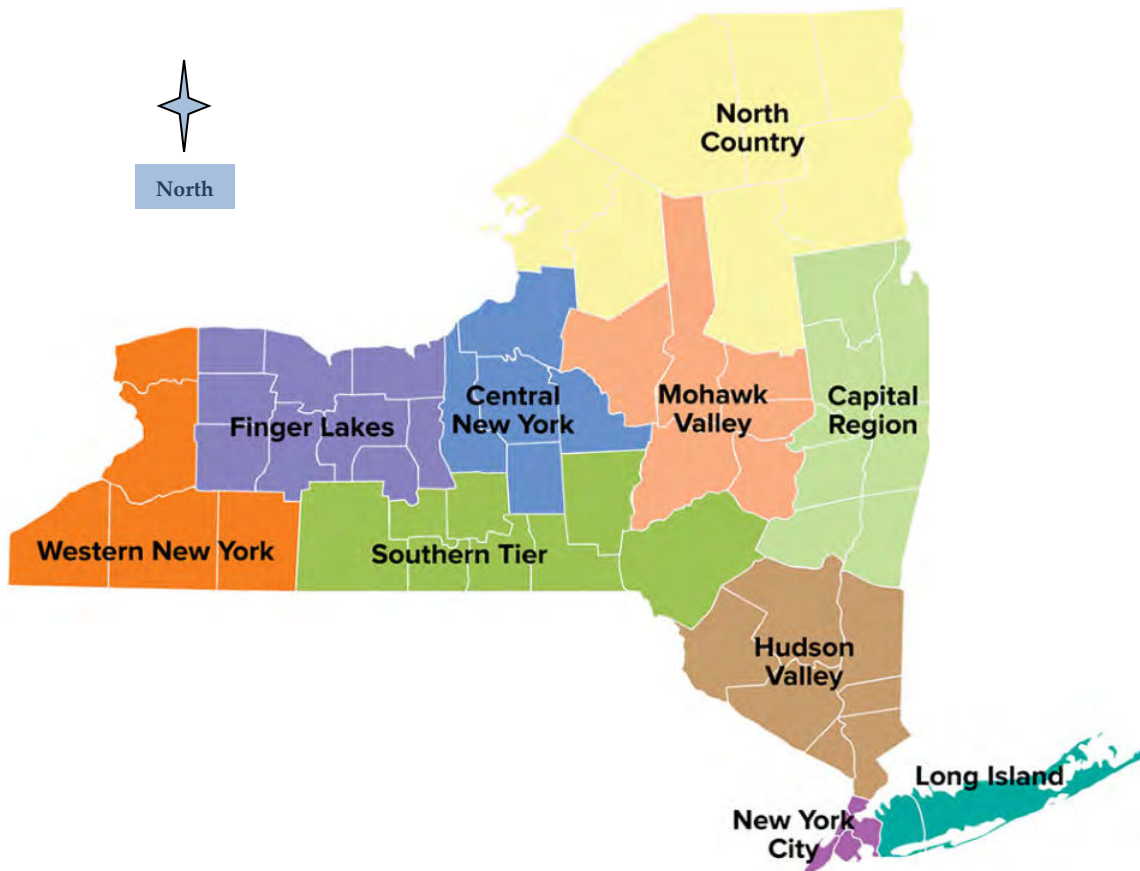 North
Country
North
Central
New York
Mohawk
Valley
Capital
Region
Finger Lakes
Western New York
Southern Tier
Hudson
Valley
Long Island
New York
City